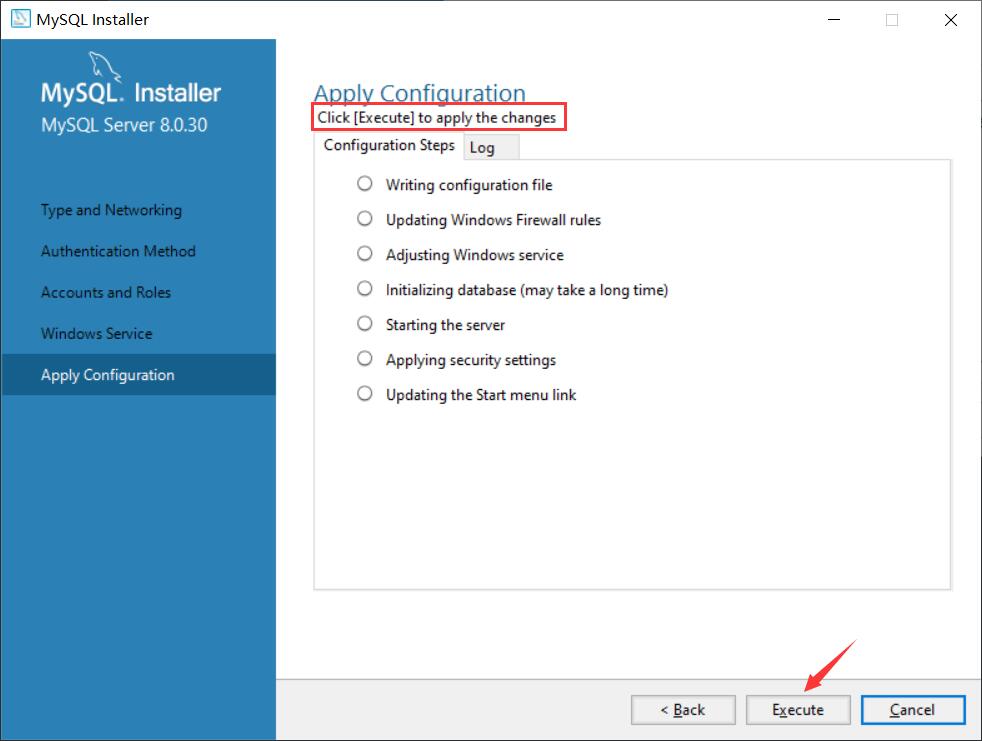 MySQL Installer
MySQL. Installer
MySQL Server 8.0.30
Type and Networking
Authentication Method
Accounts and Roles
Windows Service
Apply Configuration
Apply Configuration
Click [Execute] to apply the changes
Configuration Steps
Log
Writing configuration file
Updating Windows Firewall rules
Adjusting Windows service
Initializing database (may take a long time)
Starting the server
Applying security settings
Updating the Start menu link
< Back
Execute
Cancel